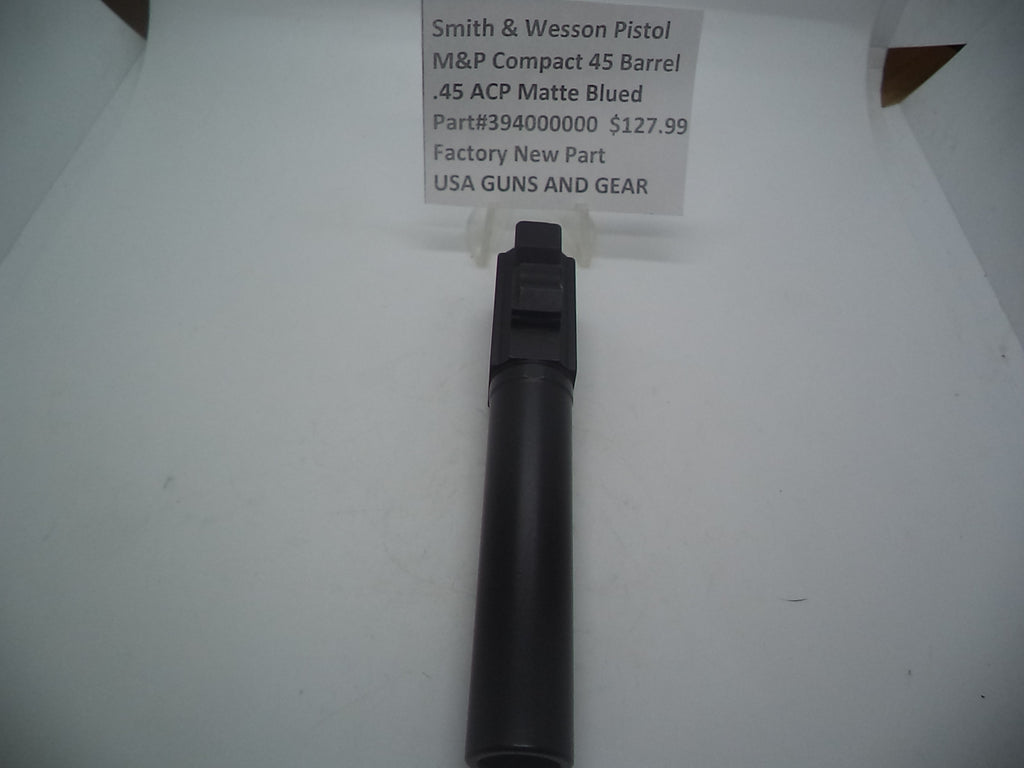 Smith & Wesson Pistol
M&P Compact 45 Barrel
.45 ACP Matte Blued
Part#394000000 $127.99
Factory New Part
USA GUNS AND GEAR